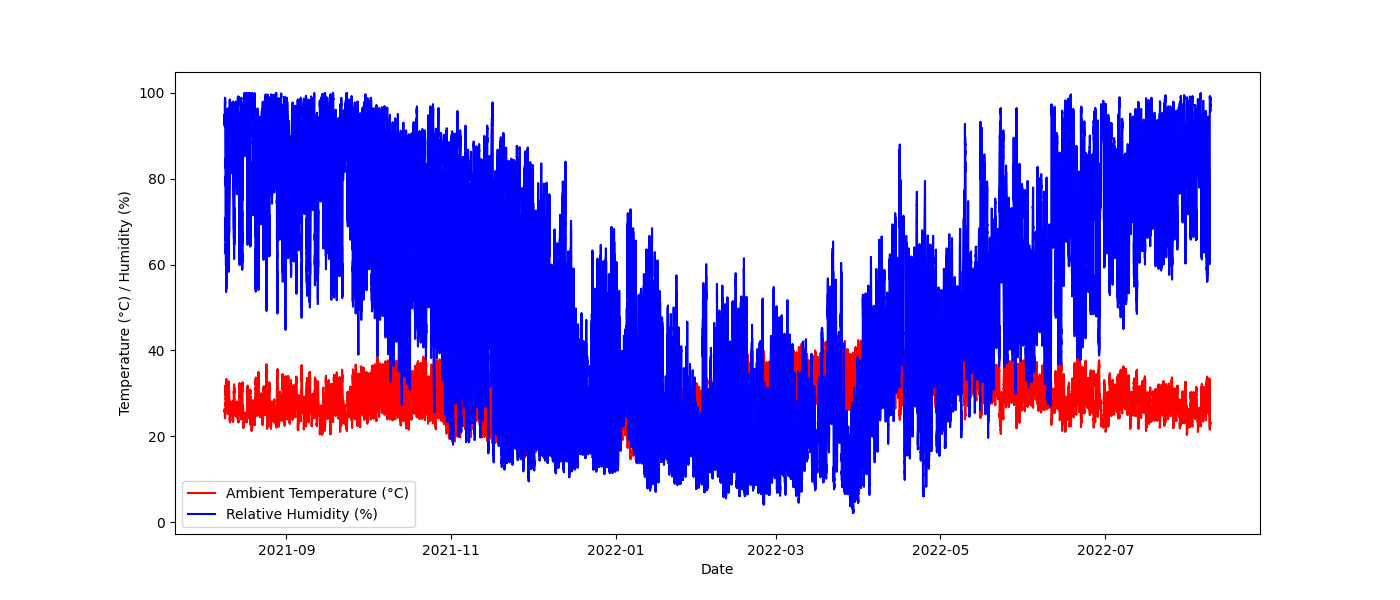 100
80
60
40
20
0
Temperature (°C) / Humidity (%)
Ambient Temperature (°C)
Relative Humidity (%)
2021-09 2021-11 2022-01 2022-03 2022-05 2022-07
Date